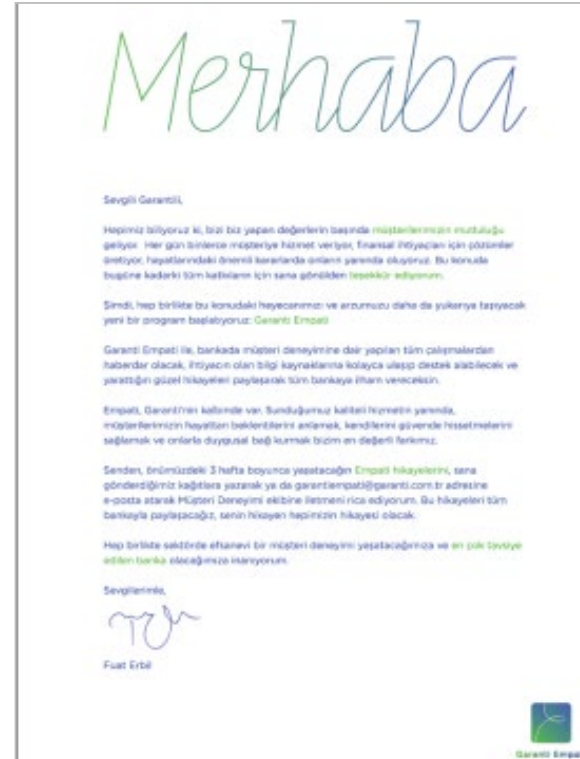 Merhaba
Sevgili Garantili,
Hepimiz biliyoruz ki, bizi biz yapan değerlerin başında müşterilerimizin mutluluğu
geliyor. Her gün binlerce müşteriye hizmet veriyor, finansal ihtiyaçları için çözümler
üretiyor, hayatlarındaki önemli kararlarda onların yanında oluyoruz. Bu konuda
bugüne kadarki tüm katkıların için sana gönülden teşekkür ediyorum.
Şimdi, hep birlikte bu konudaki heyecanımızı ve arzumuzu daha da yukarıya taşıyacak
yeni bir program başlatıyoruz: Garanti Empati
Garanti Empati ile, bankada müşteri deneyimine dair yapılan tüm çalışmalardan
haberdar olacak, ihtiyacın olan bilgi kaynaklarına kolayca ulaşıp destek alabilecek ve
yarattığın güzel hikayeleri paylaşarak tüm bankaya ilham vereceksin.
Empati, Garanti'nin kalbinde var. Sunduğumuz kaliteli hizmetin yanında,
müşterilerimizin hayattan beklentilerini anlamak, kendilerini güvende hissetmelerini
sağlamak ve onlarla duygusal bağ kurmak bizim en değerli farkımız.
Senden, önümüzdeki 3 hafta boyunca yaşatacağın Empati hikayelerini, sana
gönderdiğimiz kağıtlara yazarak ya da garantiempati@garanti.com.tr adresine
e-posta atarak Müşteri Deneyimi ekibine iletmeni rica ediyorum. Bu hikayeleri tüm
bankayla paylaşacağız, senin hikayen hepimizin hikayesi olacak.
Hep birlikte sektörde efsanevi bir müşteri deneyimi yaşatacağımıza ve en çok tavsiye
edilen banka olacağımıza inanıyorum.
Sevgilerimle,
Fuat Erbil
Garanti Empati